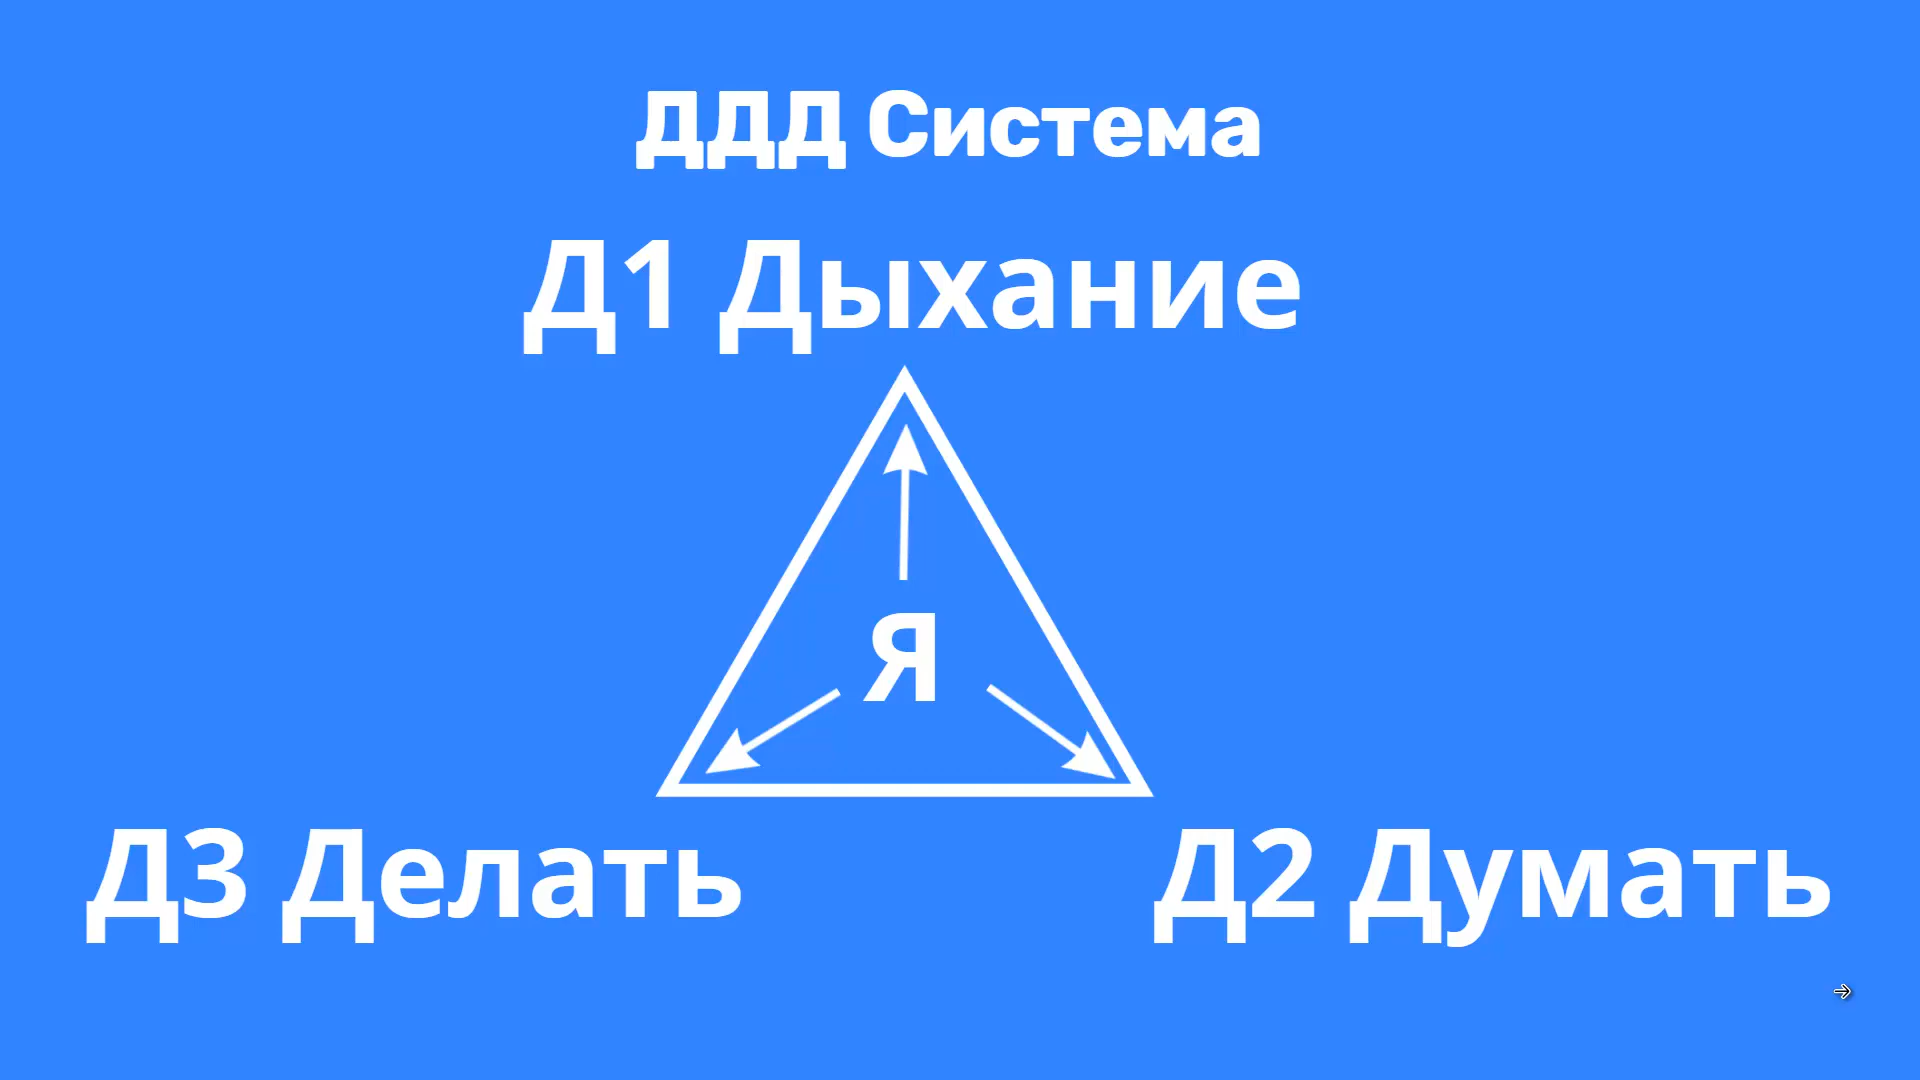 ДДД Система
Д1 Дыхание
Я
Д3 Делать
Д2 Думать